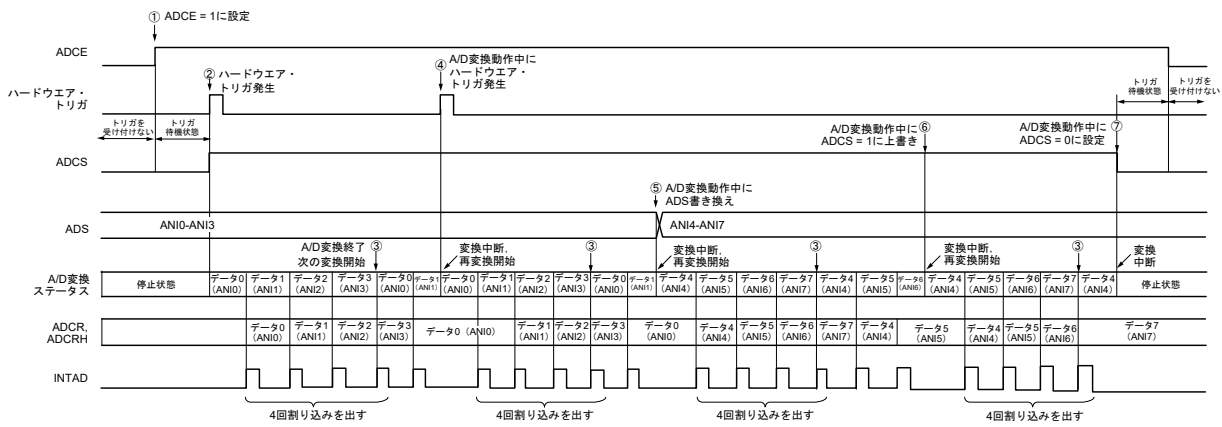 ① ADCE = 1に設定
ADCE
② ハードウエア・
トリガ発生
④ A/D変換動作中に
ハードウエア・
トリガ発生
ハードウエア・
トリガ
トリガを
受け付けない
トリガ
待機状態
トリガ
待機状態
トリガを
受け付けない
A/D変換動作中に ⑥
ADCS = 1に上書き
A/D変換動作中に ⑦
ADCS = 0に設定
ADCS
⑤ A/D変換動作中に
ADS書き換え
ADS
ANI0-ANI3
ANI4-ANI7
A/D変換終了 ③
次の変換開始
変換中断,
再変換開始
③
変換中断,
再変換開始
③
変換中断,
再変換開始
③
変換
中断
A/D変換
ステータス
停止状態
データ0 データ1 データ2 データ3 データ0 データ1 データ0 データ1 データ2 データ3 データ0 データ1 データ4 データ5 データ6 データ7 データ4 データ5 データ6 データ4 データ5 データ6 データ7 データ4
(ANI0) (ANI1) (ANI2) (ANI3) (ANI0) (ANI1) (ANI0) (ANI1) (ANI2) (ANI3) (ANI0) (ANI1) (ANI4) (ANI5) (ANI6) (ANI7) (ANI4) (ANI5) (ANI6) (ANI4) (ANI5) (ANI6) (ANI7) (ANI4)
停止状態
ADCR,
ADCRH
データ0 データ1 データ2 データ3 データ0 (ANI0) データ1 データ2 データ3 データ0 データ4 データ5 データ6 データ7 データ4 データ5 データ4 データ5 データ6 データ7
(ANI0) (ANI1) (ANI2) (ANI3) (ANI1) (ANI2) (ANI3) (ANI0) (ANI4) (ANI5) (ANI6) (ANI7) (ANI4) (ANI5) (ANI4) (ANI5) (ANI6) (ANI7)
INTAD
4回割り込みを出す
4回割り込みを出す
4回割り込みを出す
4回割り込みを出す